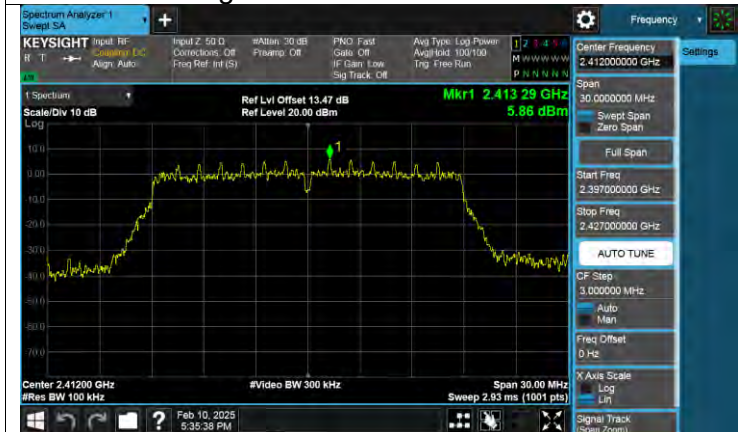 Spectrum Analyzer 1
Swept SA
+
Frequency
KEYSIGHT
R T
Input: RF
Coupling: DC
Align: Auto
Input Z: 50 Ω
Corrections: Off
Freq Ref: Int (S)
#Atten: 30 dB
Preamp: Off
PNO: Fast
Gate: Off
IF Gain: Low
Sig Track: Off
Avg Type: Log-Power
Avg|Hold: 100/100
Trig: Free Run
1 2 3 4 5 6
M W W W W W
P N N N N N
1 Spectrum
Scale/Div 10 dB
Log
Ref Lvl Offset 13.47 dB
Ref Level 20.00 dBm
Mkr1 2.413 29 GHz
5.86 dBm
1
10.0
0.00
-10.0
-20.0
-30.0
-40.0
-50.0
-60.0
-70.0
Center 2.41200 GHz
#Res BW 100 kHz
#Video BW 300 kHz
Span 30.00 MHz
Sweep 2.93 ms (1001 pts)
Center Frequency
2.412000000 GHz
Settings
Span
30.0000000 MHz
Swept Span
Zero Span
Full Span
Start Freq
2.397000000 GHz
Stop Freq
2.427000000 GHz
AUTO TUNE
CF Step
3.000000 MHz
Auto
Man
Freq Offset
0 Hz
X Axis Scale
Log
Lin
Signal Track
(Span Zoom)
?
Feb 10, 2025
5:35:38 PM